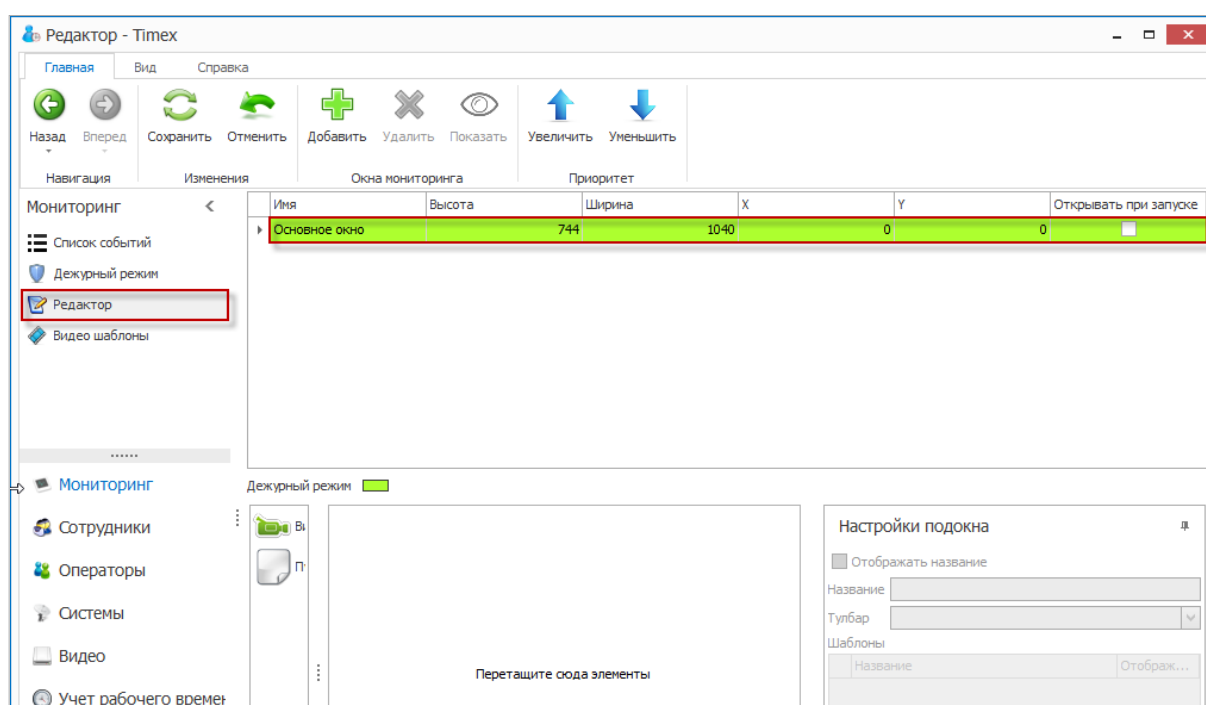 Редактор - Timex
Главная Вид Справка
Назад Вперед Сохранить Отменить Добавить Удалить Показать Увеличить Уменьшить
Навигация Изменения Окна мониторинга Приоритет
Мониторинг
Имя Высота Ширина X Y Открывать при запуске
Основное окно 744 1040 0 0
Список событий
Дежурный режим
Редактор
Видео шаблоны
Мониторинг
Сотрудники
Операторы
Системы
Видео
Учет рабочего времен
Дежурный режим
Ви
Пу
Перетащите сюда элементы
Настройки подокна
Отображать название
Название
Тулбар
Шаблоны
Название Отображ...